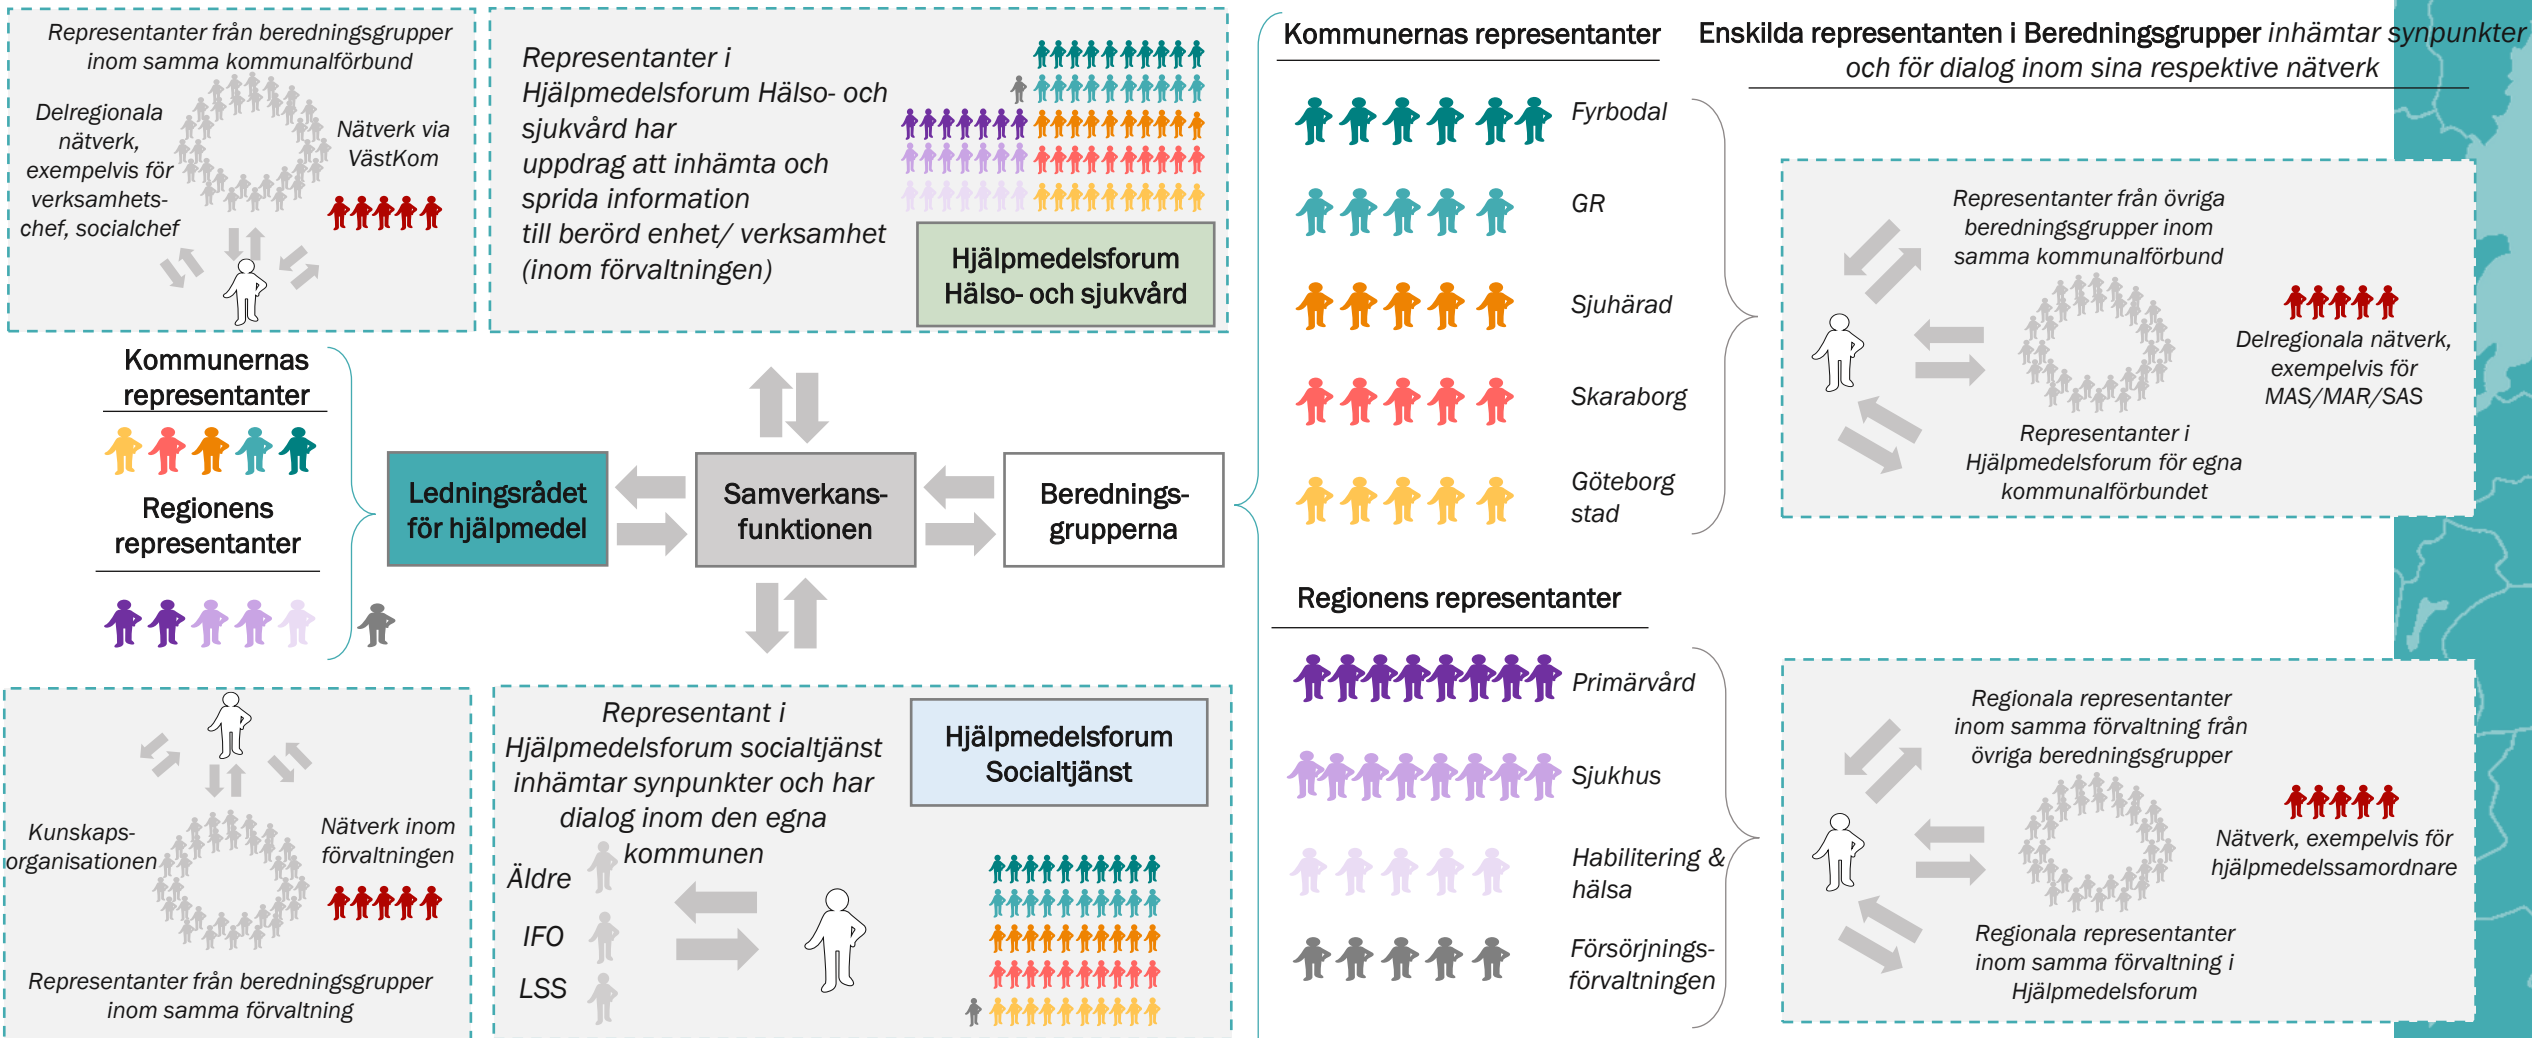 Representanter från beredningsgrupper
inom samma kommunalförbund
Delregionala
nätverk,
exempelvis för
verksamhets-
chef, socialchef
Nätverk via
VästKom
Representanter i
Hjälpmedelsforum Hälso- och
sjukvård har
uppdrag att inhämta och
sprida information
till berörd enhet/ verksamhet
(inom förvaltningen)
Hjälpmedelsforum
Hälso- och sjukvård
Kommunernas
representanter
Regionens
representanter
Ledningsrådet
för hjälpmedel
Samverkans-
funktionen
Berednings-
grupperna
Kunskaps-
organisationen
Nätverk inom
förvaltningen
Representanter från beredningsgrupper
inom samma förvaltning
Representant i
Hjälpmedelsforum socialtjänst
inhämtar synpunkter och har
dialog inom den egna
kommunen
Äldre
IFO
LSS
Hjälpmedelsforum
Socialtjänst
Kommunernas representanter
Fyrbodal
GR
Sjuhärad
Skaraborg
Göteborg
stad
Regionens representanter
Primärvård
Sjukhus
Habilitering &
hälsa
Försörjnings-
förvaltningen
Enskilda representanten i Beredningsgrupper inhämtar synpunkter
och för dialog inom sina respektive nätverk
Representanter från övriga
beredningsgrupper inom
samma kommunalförbund
Delregionala nätverk,
exempelvis för
MAS/MAR/SAS
Representanter i
Hjälpmedelsforum för egna
kommunalförbundet
Regionala representanter
inom samma förvaltning från
övriga beredningsgrupper
Nätverk, exempelvis för
hjälpmedelssamordnare
Regionala representanter
inom samma förvaltning i
Hjälpmedelsforum